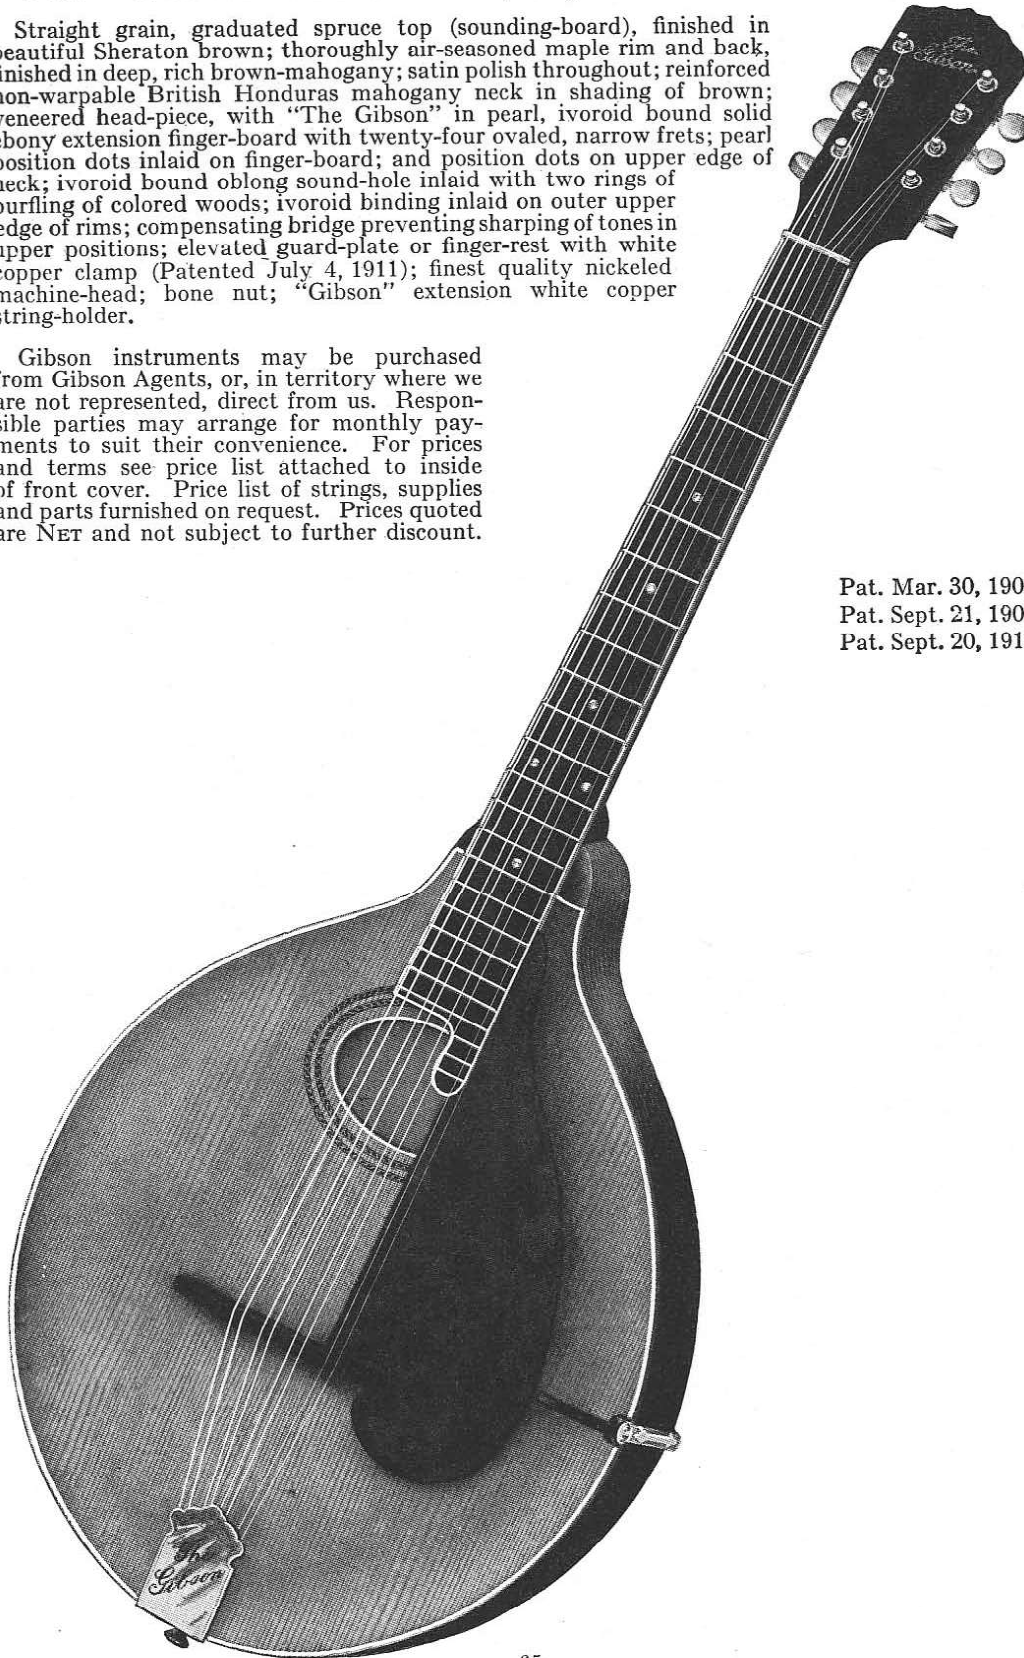 Straight grain, graduated spruce top (sounding-board), finished in
beautiful Sheraton brown; thoroughly air-seasoned maple rim and back,
finished in deep, rich brown-mahogany; satin polish throughout; reinforced
non-warpable British Honduras mahogany neck in shading of brown;
veneered head-piece, with "The Gibson" in pearl, ivoroid bound solid
ebony extension finger-board with twenty-four ovaled, narrow frets; pearl
position dots inlaid on finger-board; and position dots on upper edge of
neck; ivoroid bound oblong sound-hole inlaid with two rings of
purfling of colored woods; ivoroid binding inlaid on outer upper
edge of rims; compensating bridge preventing sharping of tones in
upper positions; elevated guard-plate or finger-rest with white
copper clamp (Patented July 4, 1911); finest quality nickeled
machine-head; bone nut; "Gibson" extension white copper
string-holder.
Gibson instruments may be purchased
from Gibson Agents, or, in territory where we
are not represented, direct from us. Respon-
sible parties may arrange for monthly pay-
ments to suit their convenience. For prices
and terms see price list attached to inside
of front cover. Price list of strings, supplies
and parts furnished on request. Prices quoted
are NET and not subject to further discount.
The
Gibson
Pat. Mar. 30, 190
Pat. Sept. 21, 190
Pat. Sept. 20, 191
The
Gibson